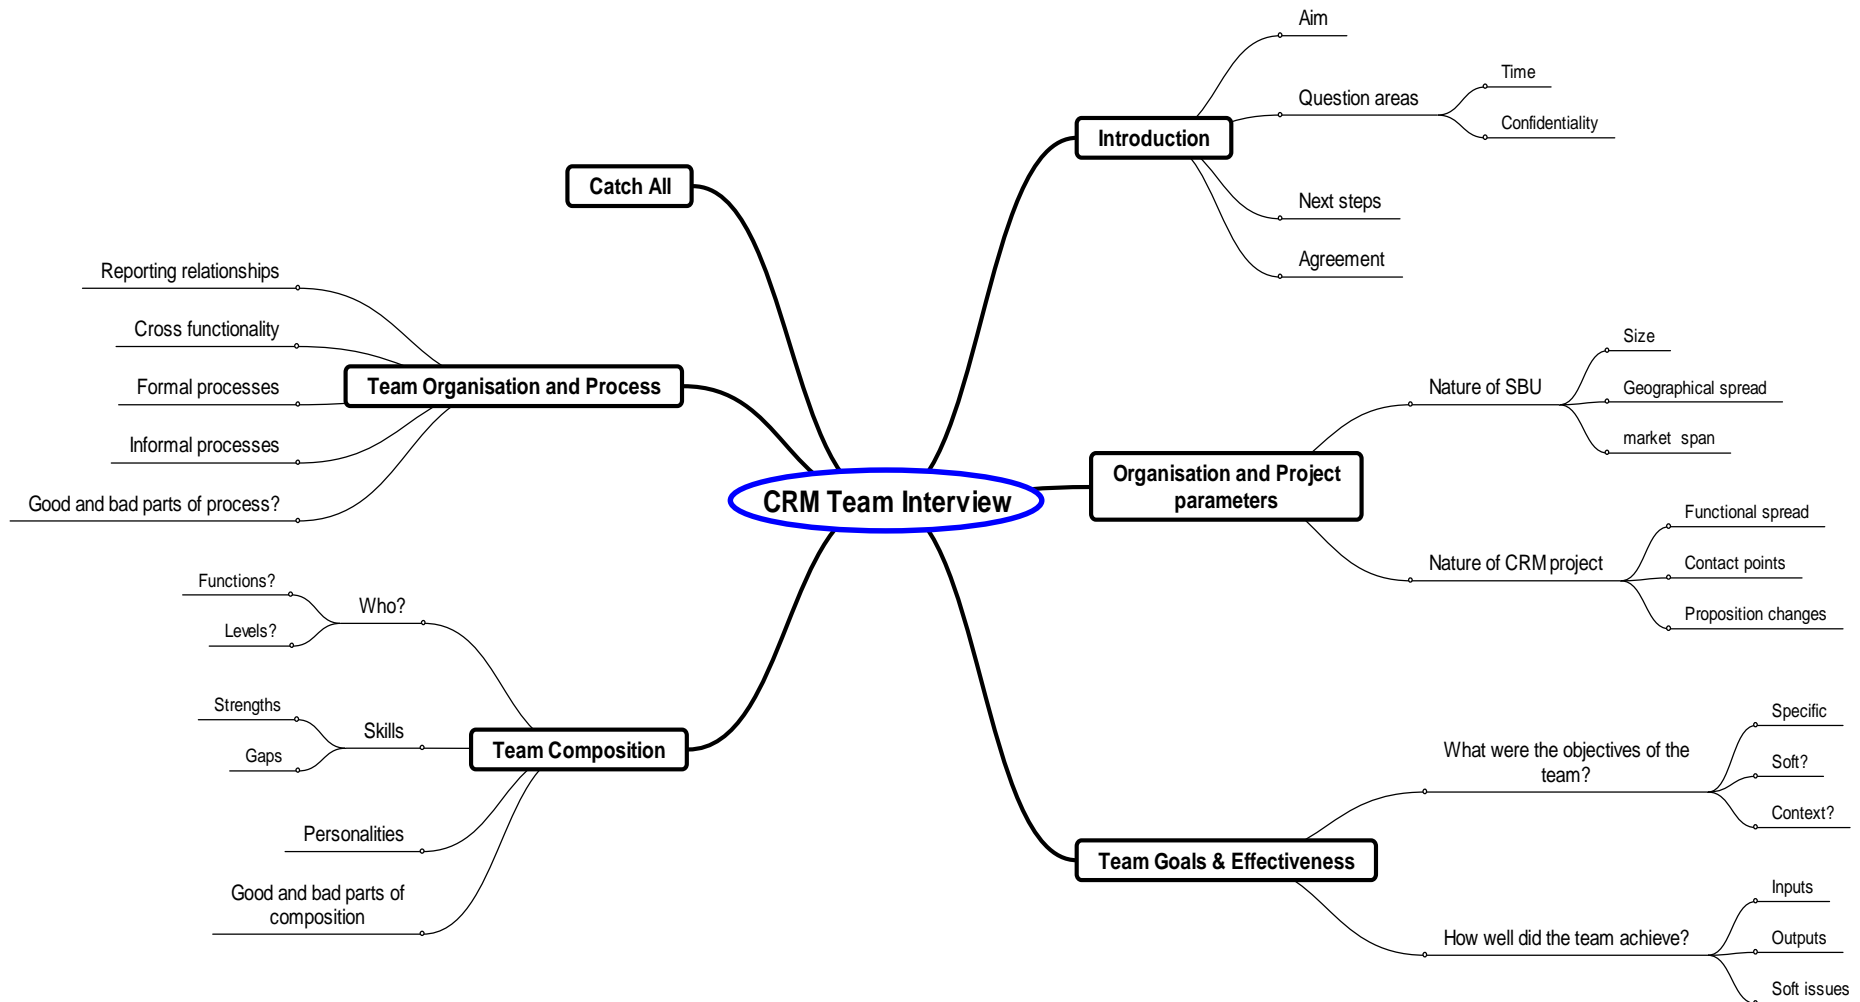 CRM Team Interview
Introduction
Aim
Question areas
Time
Confidentiality
Next steps
Agreement
Organisation and Project
parameters
Nature of SBU
Size
Geographical spread
market span
Nature of CRM project
Functional spread
Contact points
Proposition changes
Team Goals & Effectiveness
What were the objectives of the
team?
Specific
Soft?
Context?
How well did the team achieve?
Inputs
Outputs
Soft issues
Team Composition
Who?
Functions?
Levels?
Skills
Strengths
Gaps
Personalities
Good and bad parts of
composition
Team Organisation and Process
Reporting relationships
Cross functionality
Formal processes
Informal processes
Good and bad parts of process?
Catch All